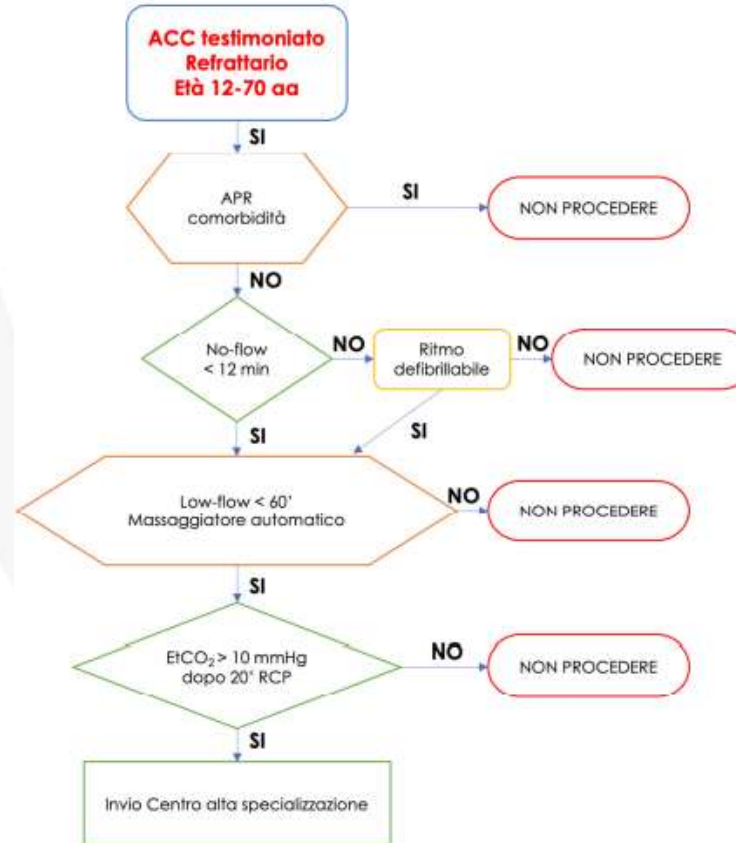 ACC testimoniato
Refrattario
Età 12-70 aa
SI
APR
comorbidità
SI
NON PROCEDERE
NO
No-flow
< 12 min
NO
Ritmo
defibrillabile
NO
NON PROCEDERE
SI
SI
Low-flow < 60'
Massaggiatore automatico
NO
NON PROCEDERE
SI
EtCO₂ > 10 mmHg
dopo 20' RCP
NO
NON PROCEDERE
SI
Invio Centro alta specializzazione